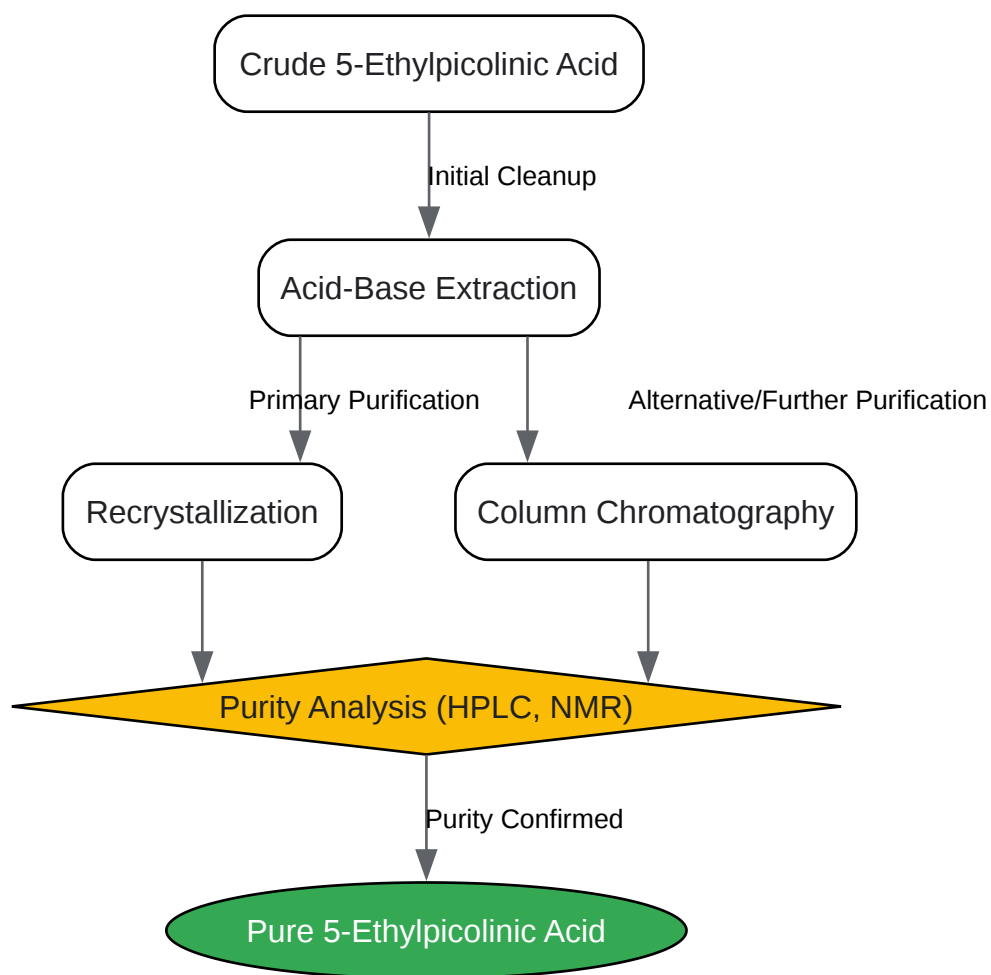 Crude 5-Ethylpicolinic Acid
Initial Cleanup
Acid-Base Extraction
Primary Purification
Alternative/Further Purification
Recrystallization
Column Chromatography
Purity Analysis (HPLC, NMR)
Purity Confirmed
Pure 5-Ethylpicolinic Acid